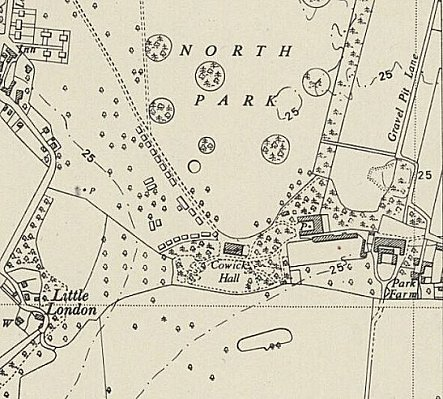 Inn
NORTH
PARK
25
Gravel Pit Lane
25
25
P
Cowick
Hall
25
Little
London
W
Park
Farm